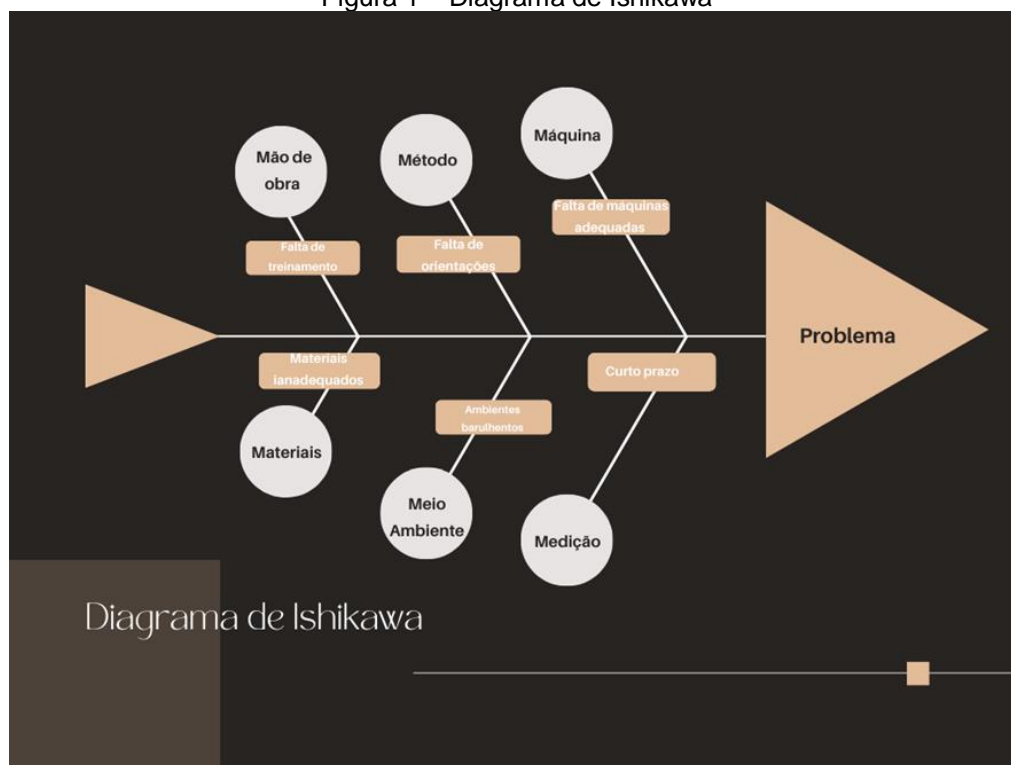 Figura 1 – Diagrama de Ishikawa
Mão de
obra
Método
Máquina
Falta de
treinamento
Falta de
orientações
Falta de máquinas
adequadas
Problema
Materiais
ianadequados
Ambientes
barulhentos
Curto prazo
Materiais
Meio
Ambiente
Medição
Diagrama de Ishikawa